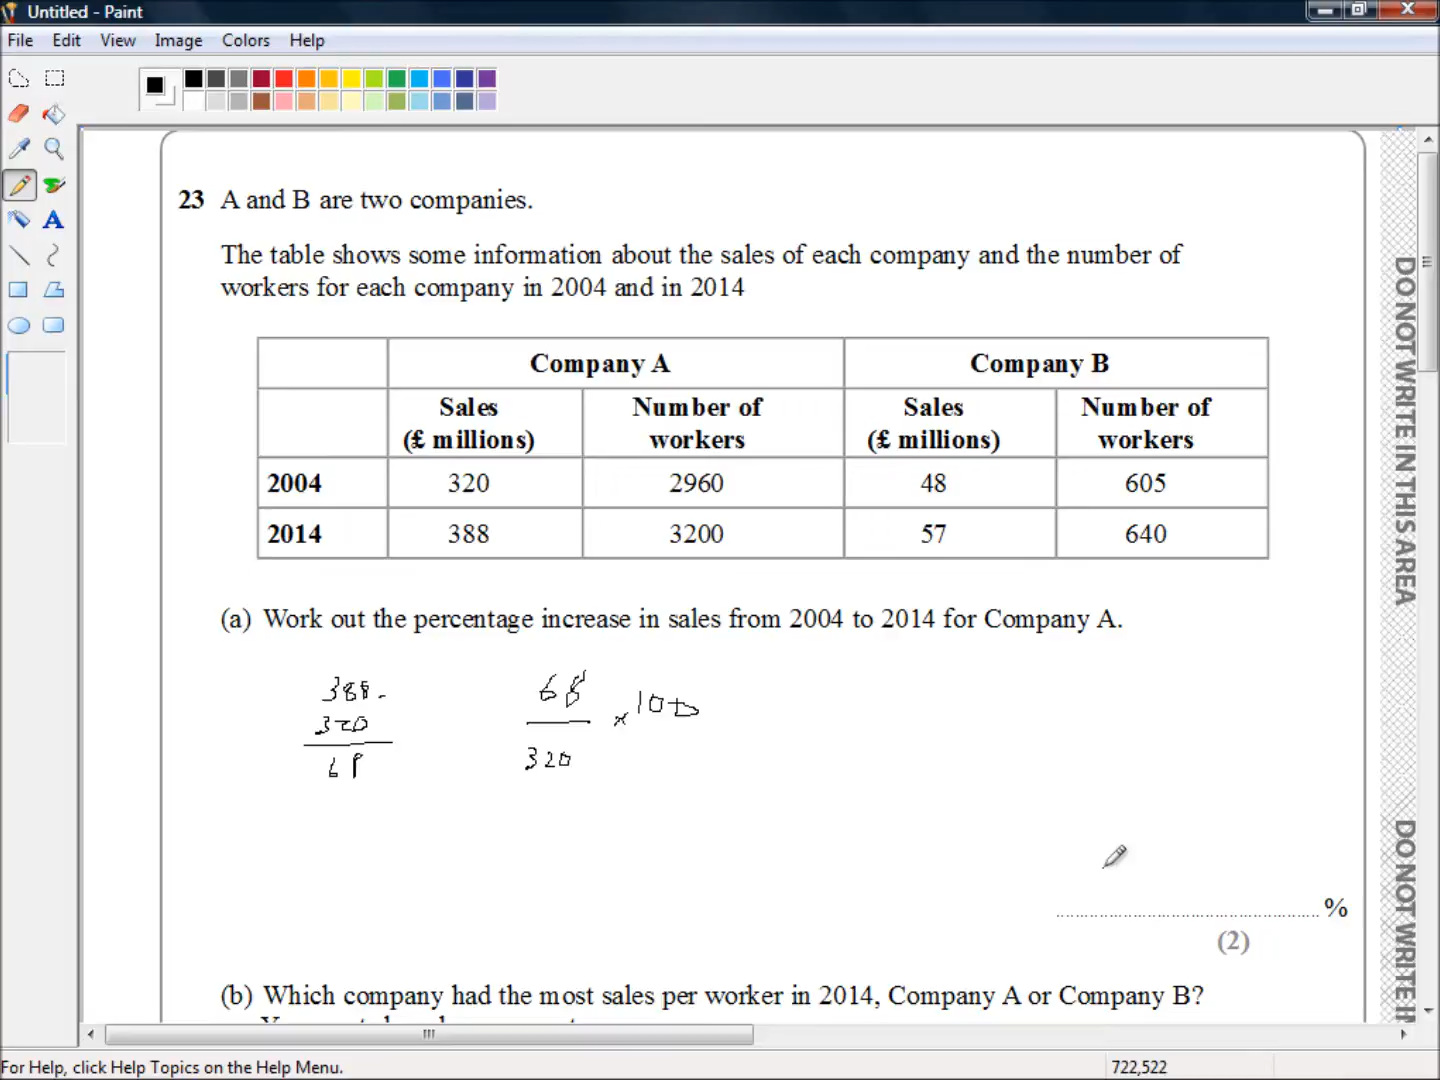 Untitled - Paint
File Edit View Image Colors Help
23 A and B are two companies.
The table shows some information about the sales of each company and the number of
workers for each company in 2004 and in 2014
Company A Company B
Sales (£ millions) Number of workers Sales (£ millions) Number of workers
2004 320 2960 48 605
2014 388 3200 57 640
(a) Work out the percentage increase in sales from 2004 to 2014 for Company A.
388-
320
68
68
× 100
320
%
(2)
(b) Which company had the most sales per worker in 2014, Company A or Company B?
DO NOT WRITE IN THIS AREA
DO NOT WRITE IN
For Help, click Help Topics on the Help Menu.
722,522